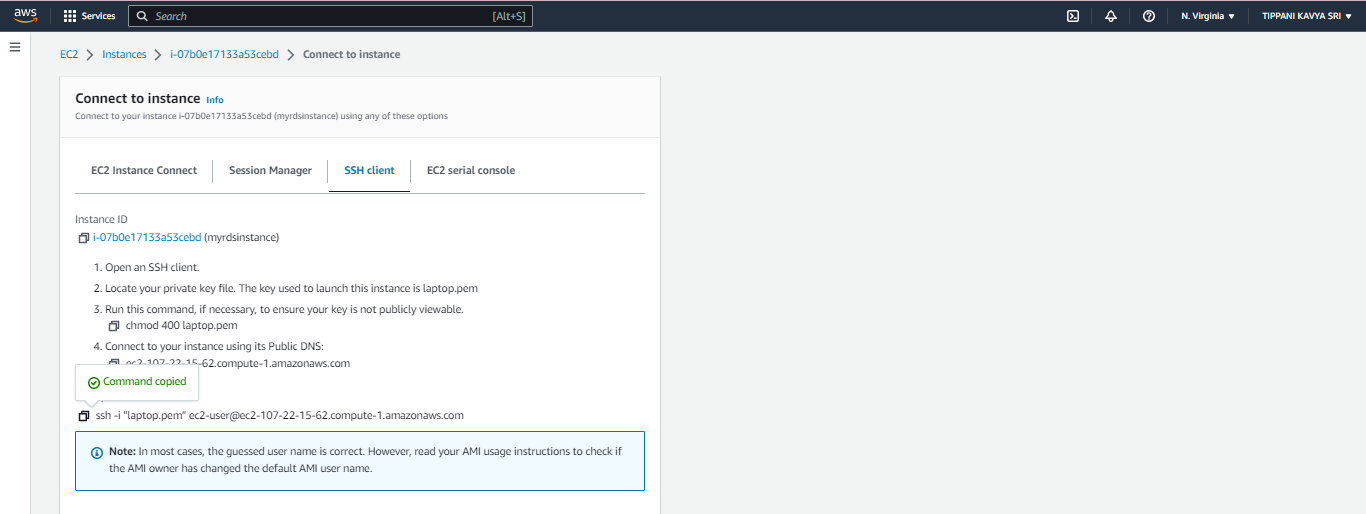 aws
Services
Search
[Alt+S]
N. Virginia
TIPPANI KAVYA SRI
EC2
Instances
i-07b0e17133a53cebd
Connect to instance
Connect to instance Info
Connect to your instance i-07b0e17133a53cebd (myrdsinstance) using any of these options
EC2 Instance Connect
Session Manager
SSH client
EC2 serial console
Instance ID
i-07b0e17133a53cebd (myrdsinstance)
1. Open an SSH client.
2. Locate your private key file. The key used to launch this instance is laptop.pem
3. Run this command, if necessary, to ensure your key is not publicly viewable.
chmod 400 laptop.pem
4. Connect to your instance using its Public DNS:
ec2-107-22-15-62.compute-1.amazonaws.com
Command copied
ssh -i "laptop.pem" ec2-user@ec2-107-22-15-62.compute-1.amazonaws.com
Note: In most cases, the guessed user name is correct. However, read your AMI usage instructions to check if
the AMI owner has changed the default AMI user name.